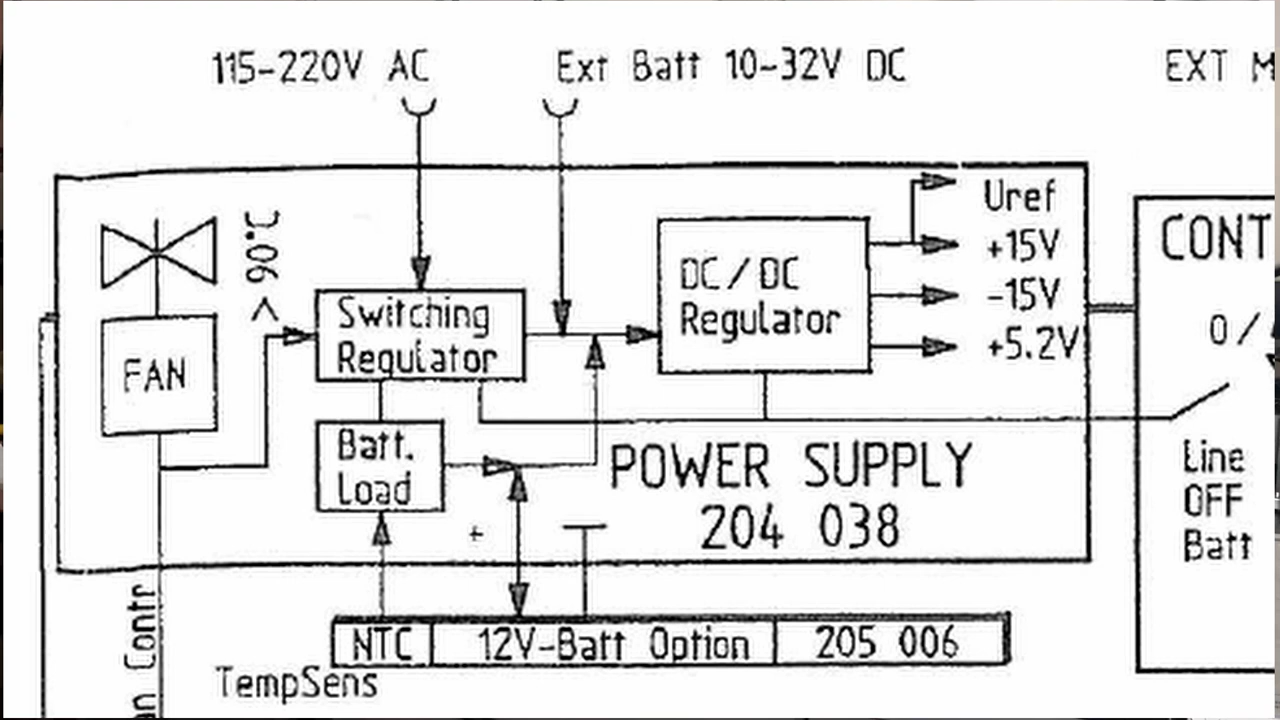 115-220V AC
Ext Batt 10-32V DC
EXT M
> 90°C
Uref
+15V
-15V
+5.2V
DC/DC
Regulator
Switching
Regulator
FAN
CONT
0/
Batt.
Load
POWER SUPPLY
204 038
+
Line
OFF
Batt
NTC
12V-Batt Option
205 006
TempSens
an Contr